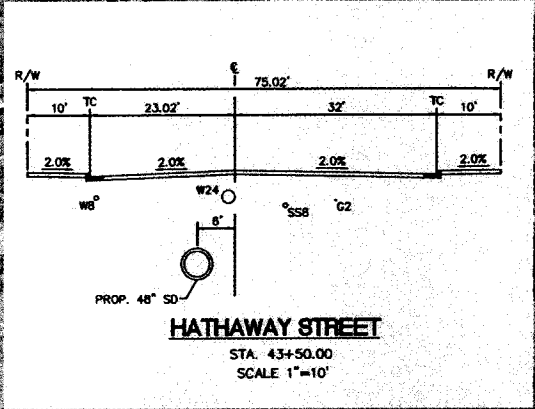 R/W
℄
R/W
75.02'
10'
TC
23.02'
32'
TC
10'
2.0%
2.0%
2.0%
2.0%
W8
W24
SS8
G2
6'
PROP. 48" SD
HATHAWAY STREET
STA. 43+50.00
SCALE 1"=10'